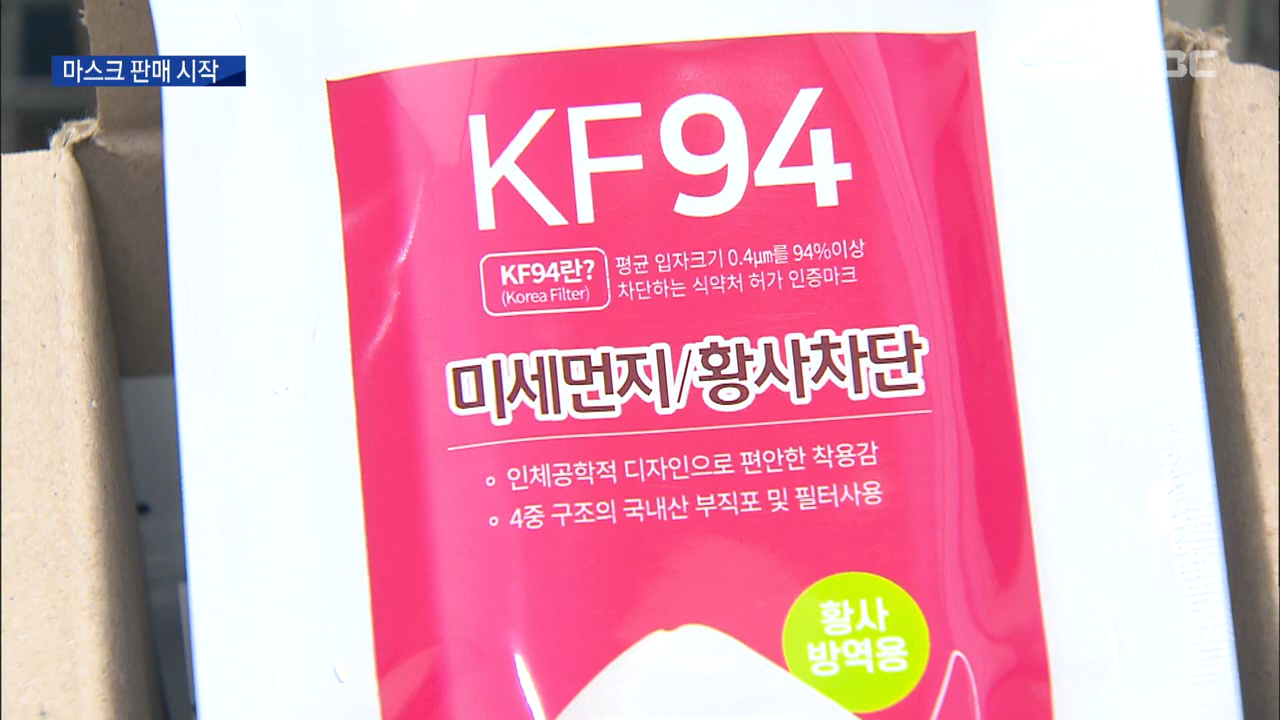 마스크 판매 시작
KF94
KF94란?
(Korea Filter)
평균 입자크기 0.4㎛를 94%이상
차단하는 식약처 허가 인증마크
미세먼지/황사차단
인체공학적 디자인으로 편안한 착용감
4중 구조의 국내산 부직포 및 필터사용
황사
방역용